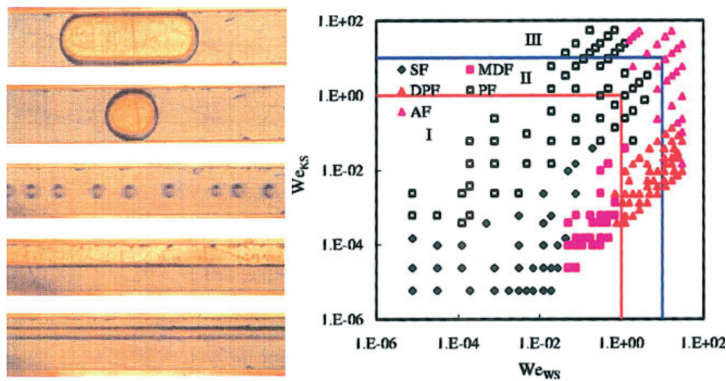 1.E+02
1.E+00
1.E-02
1.E-04
1.E-06
We_KS
III
SF MDF II
DPF PF
AF
I
1.E-06 1.E-04 1.E-02 1.E+00 1.E+02
We_WS